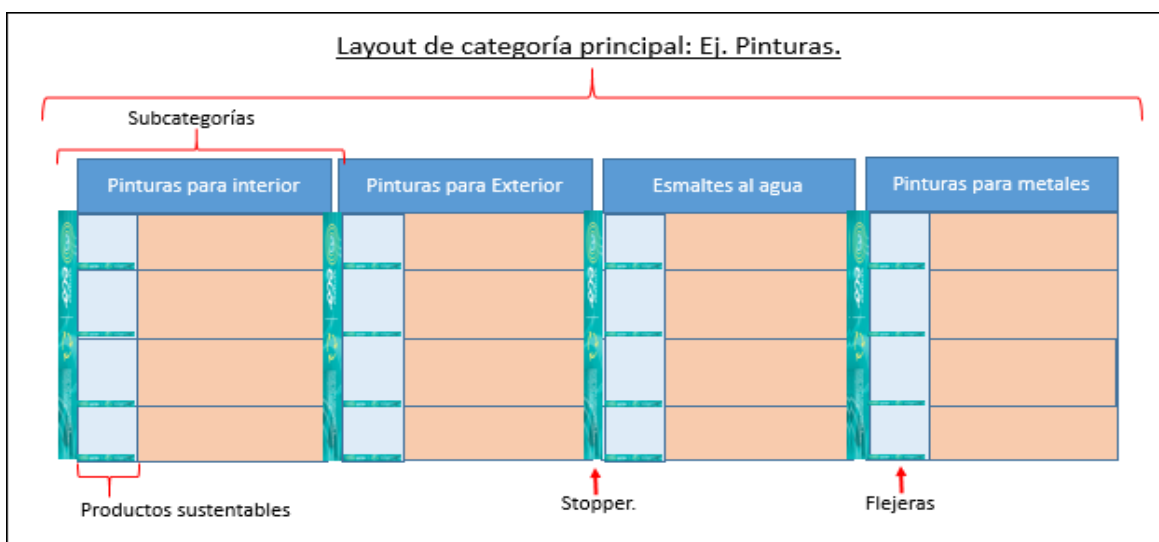 Layout de categoría principal: Ej. Pinturas.
Subcategorías
Pinturas para interior
Pinturas para Exterior
Esmaltes al agua
Pinturas para metales
Productos sustentables
Stopper.
Flejeras